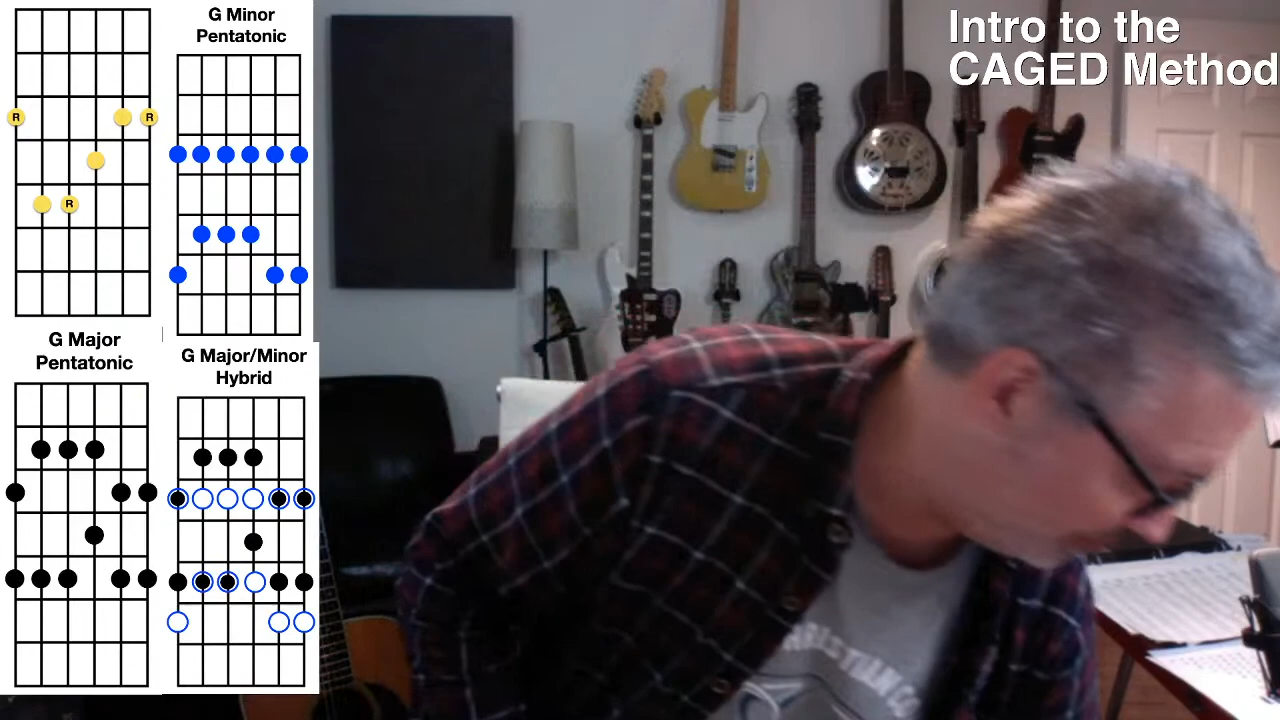 G Minor
Pentatonic
Intro to the
CAGED Method
R
R
R
G Major
Pentatonic
G Major/Minor
Hybrid